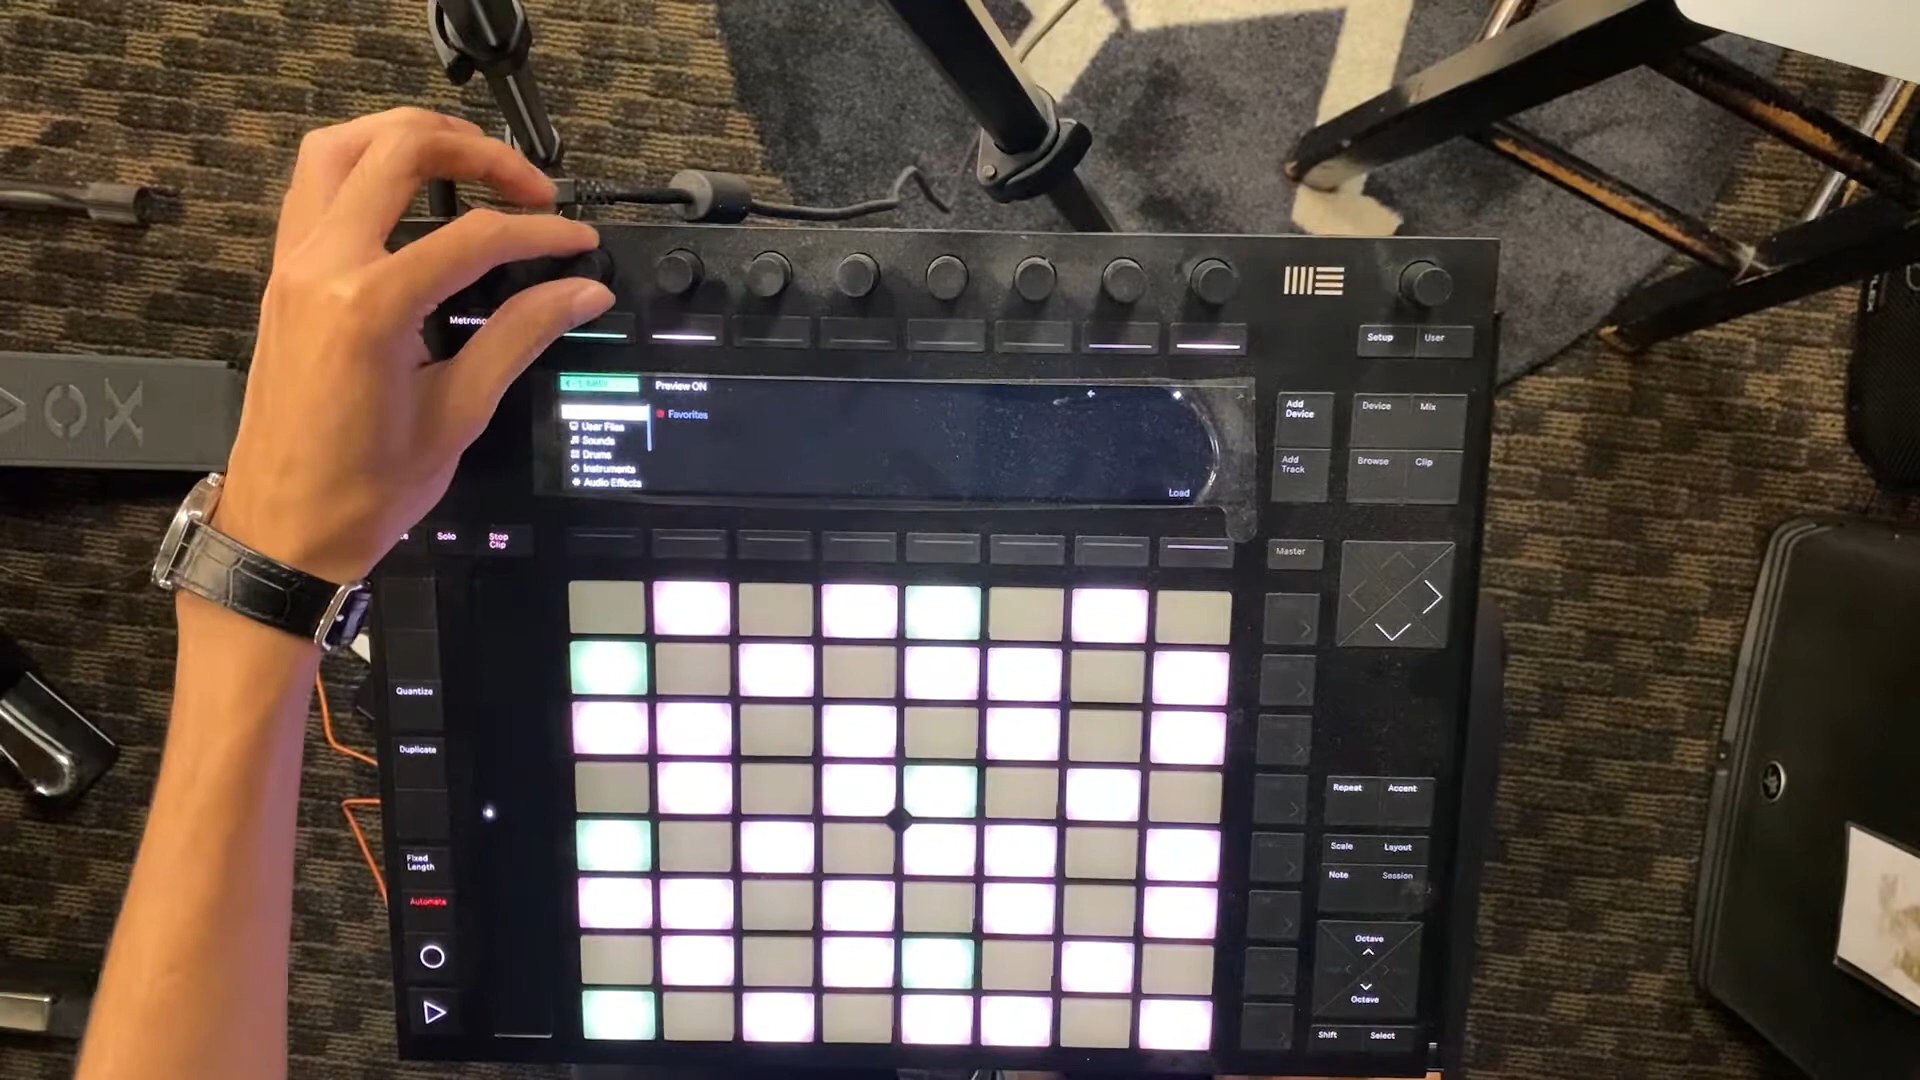 VOX
Metrono
Setup
User
Preview ON
Favorites
User Files
Sounds
Drums
Instruments
Audio Effects
Load
Add
Device
Device
Mix
Add
Track
Browse
Clip
Solo
Stop
Clip
Master
Quantize
Duplicate
Fixed
Length
Automate
Repeat
Accent
Scale
Layout
Note
Session
Octave
Octave
Shift
Select